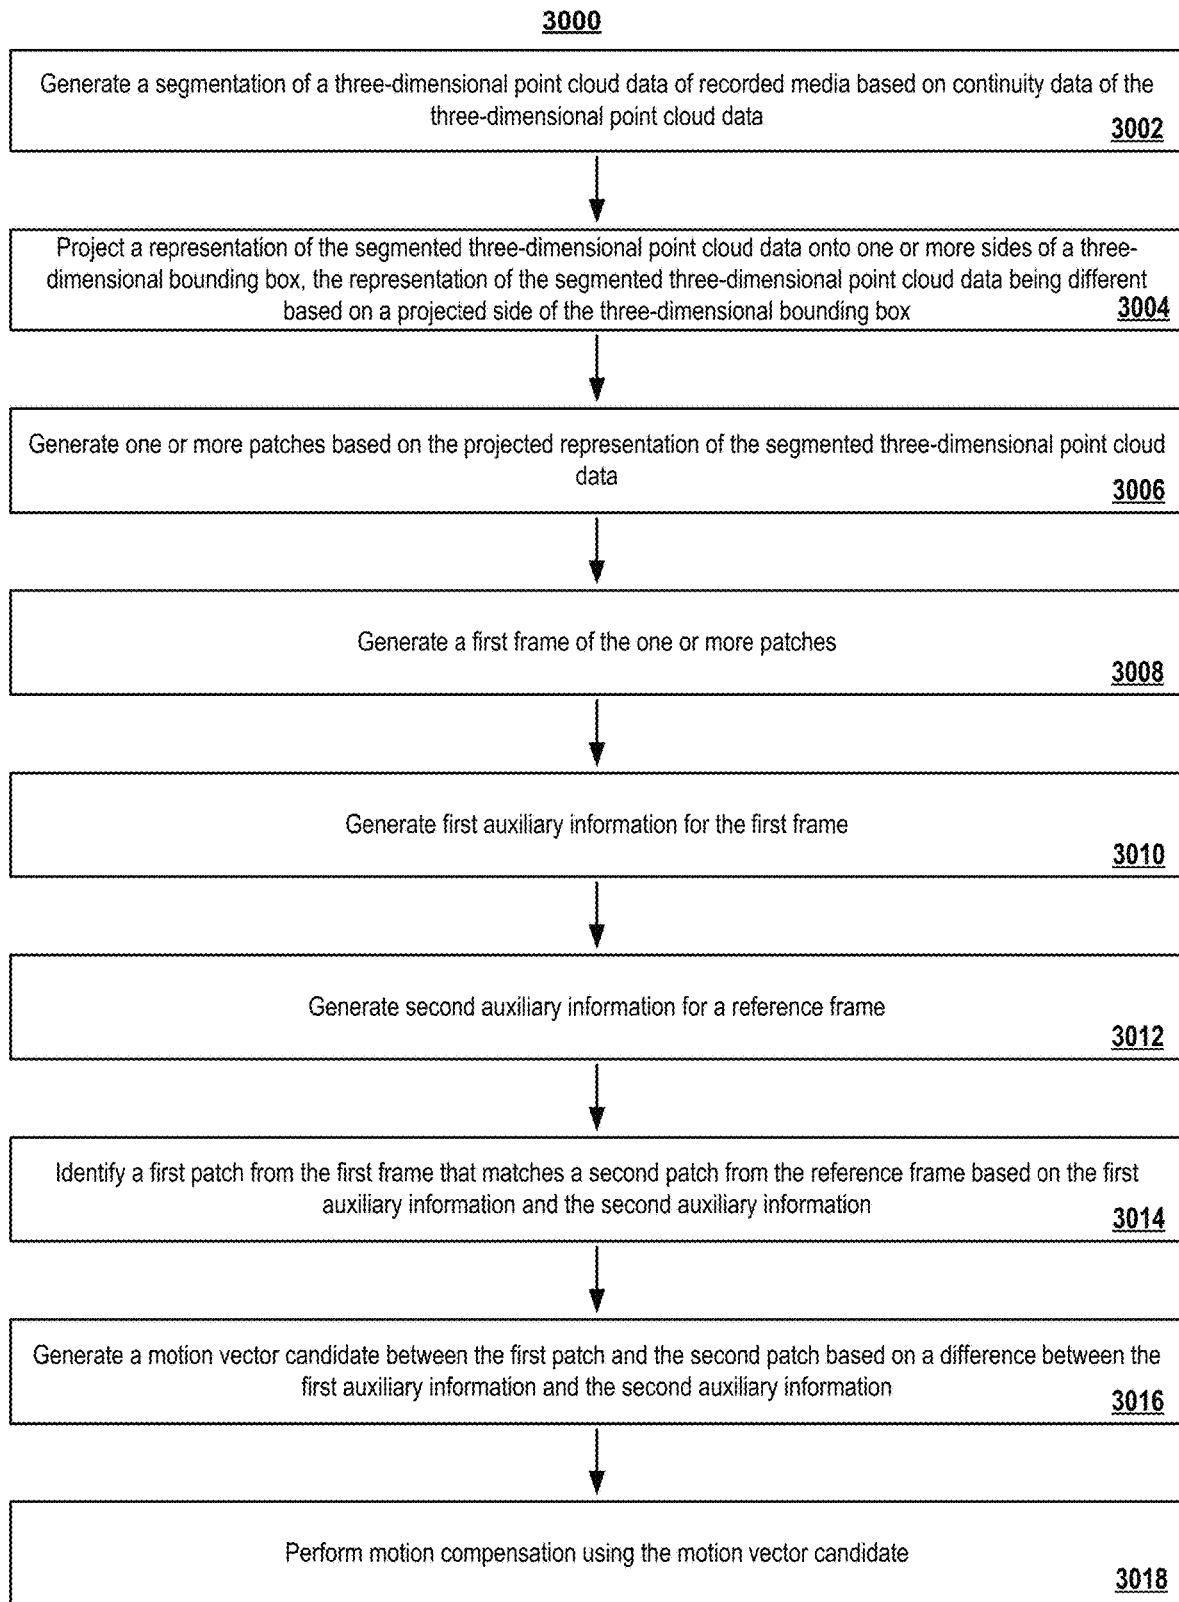 3000
Generate a segmentation of a three-dimensional point cloud data of recorded media based on continuity data of the
three-dimensional point cloud data
3002
Project a representation of the segmented three-dimensional point cloud data onto one or more sides of a three-
dimensional bounding box, the representation of the segmented three-dimensional point cloud data being different
based on a projected side of the three-dimensional bounding box
3004
Generate one or more patches based on the projected representation of the segmented three-dimensional point cloud
data
3006
Generate a first frame of the one or more patches
3008
Generate first auxiliary information for the first frame
3010
Generate second auxiliary information for a reference frame
3012
Identify a first patch from the first frame that matches a second patch from the reference frame based on the first
auxiliary information and the second auxiliary information
3014
Generate a motion vector candidate between the first patch and the second patch based on a difference between the
first auxiliary information and the second auxiliary information
3016
Perform motion compensation using the motion vector candidate
3018